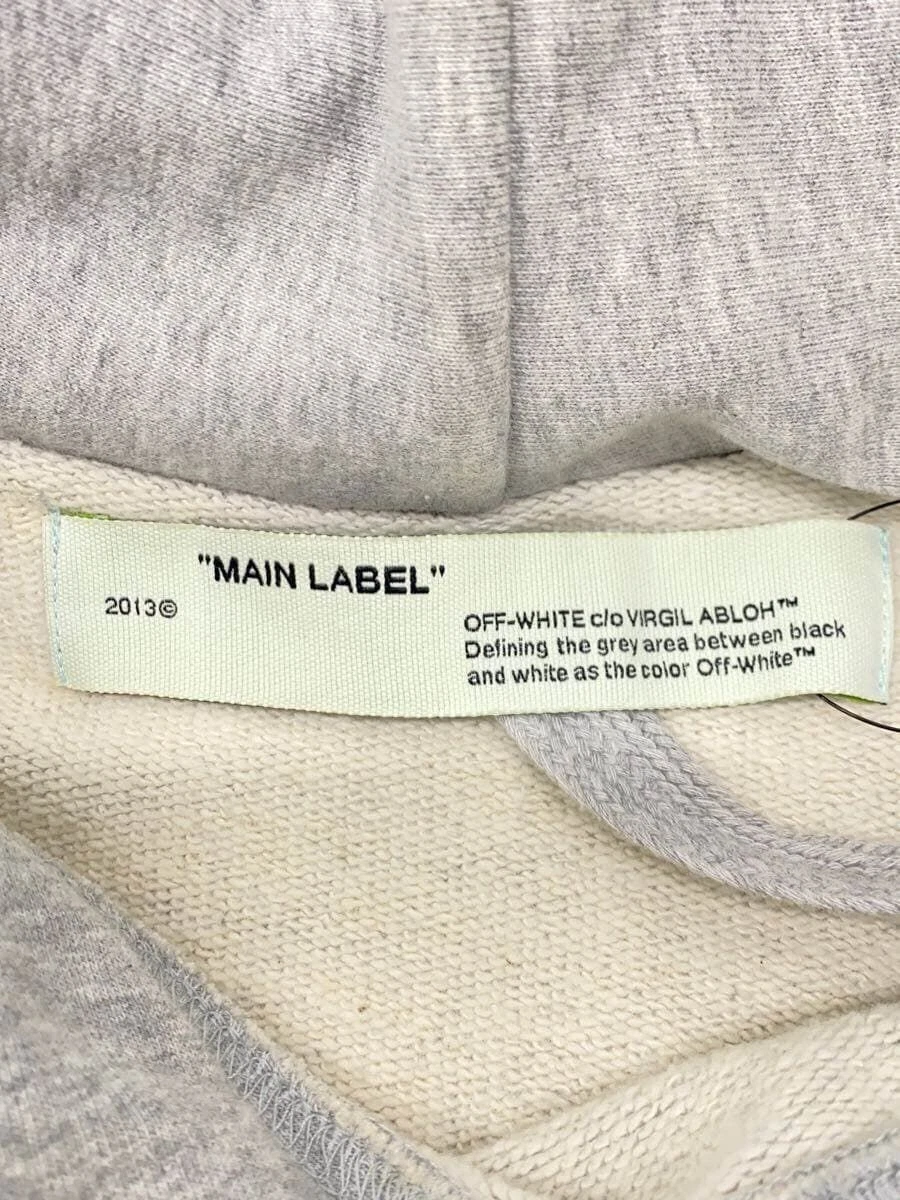 "MAIN LABEL"
2013©
OFF-WHITE c/o VIRGIL ABLOH™
Defining the grey area between black
and white as the color Off-White™